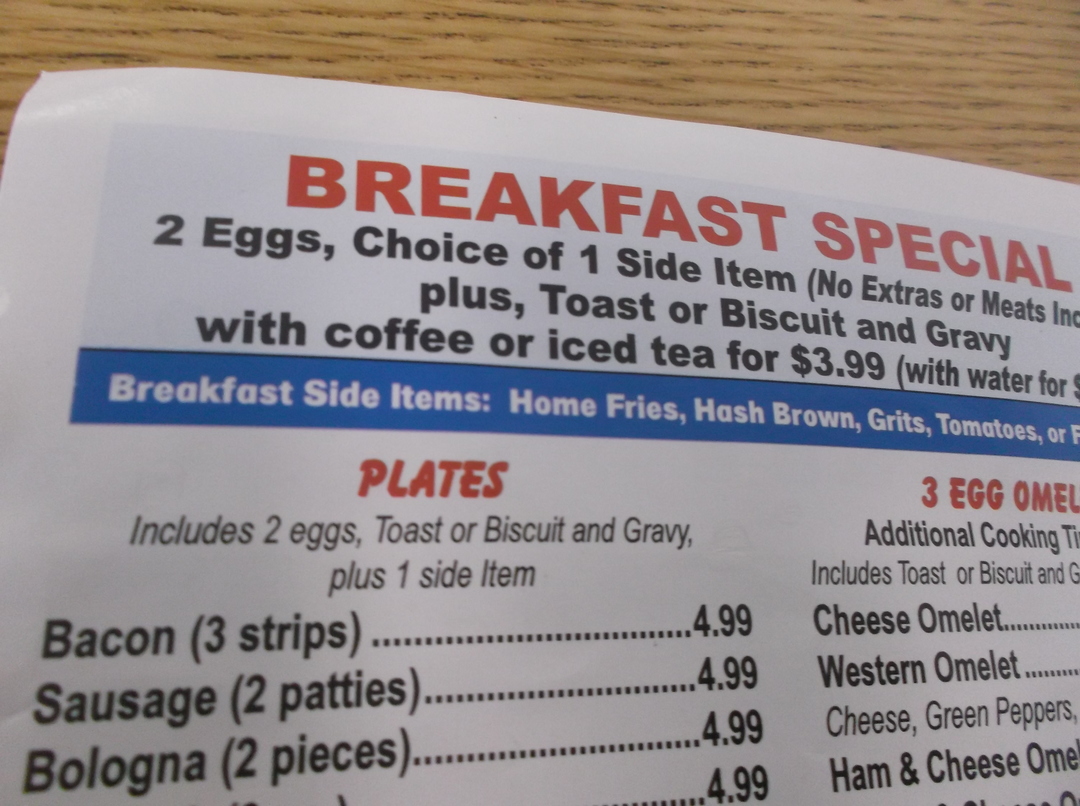 BREAKFAST SPECIAL
2 Eggs, Choice of 1 Side Item (No Extras or Meats
plus, Toast or Biscuit and Gravy
with coffee or iced tea for $3.99 (with water for
Breakfast Side Items: Home Fries, Hash Brown, Grits, Tomatoes, or
PLATES
Includes 2 eggs, Toast or Biscuit and Gravy,
plus 1 side Item
Bacon (3 strips) 4.99
Sausage (2 patties) 4.99
Bologna (2 pieces) 4.99
4.99
3 EGG
Additional Cooking
Includes Toast or Biscuit and
Cheese Omelet
Western Omelet
Cheese, Green Peppers,
Ham & Cheese